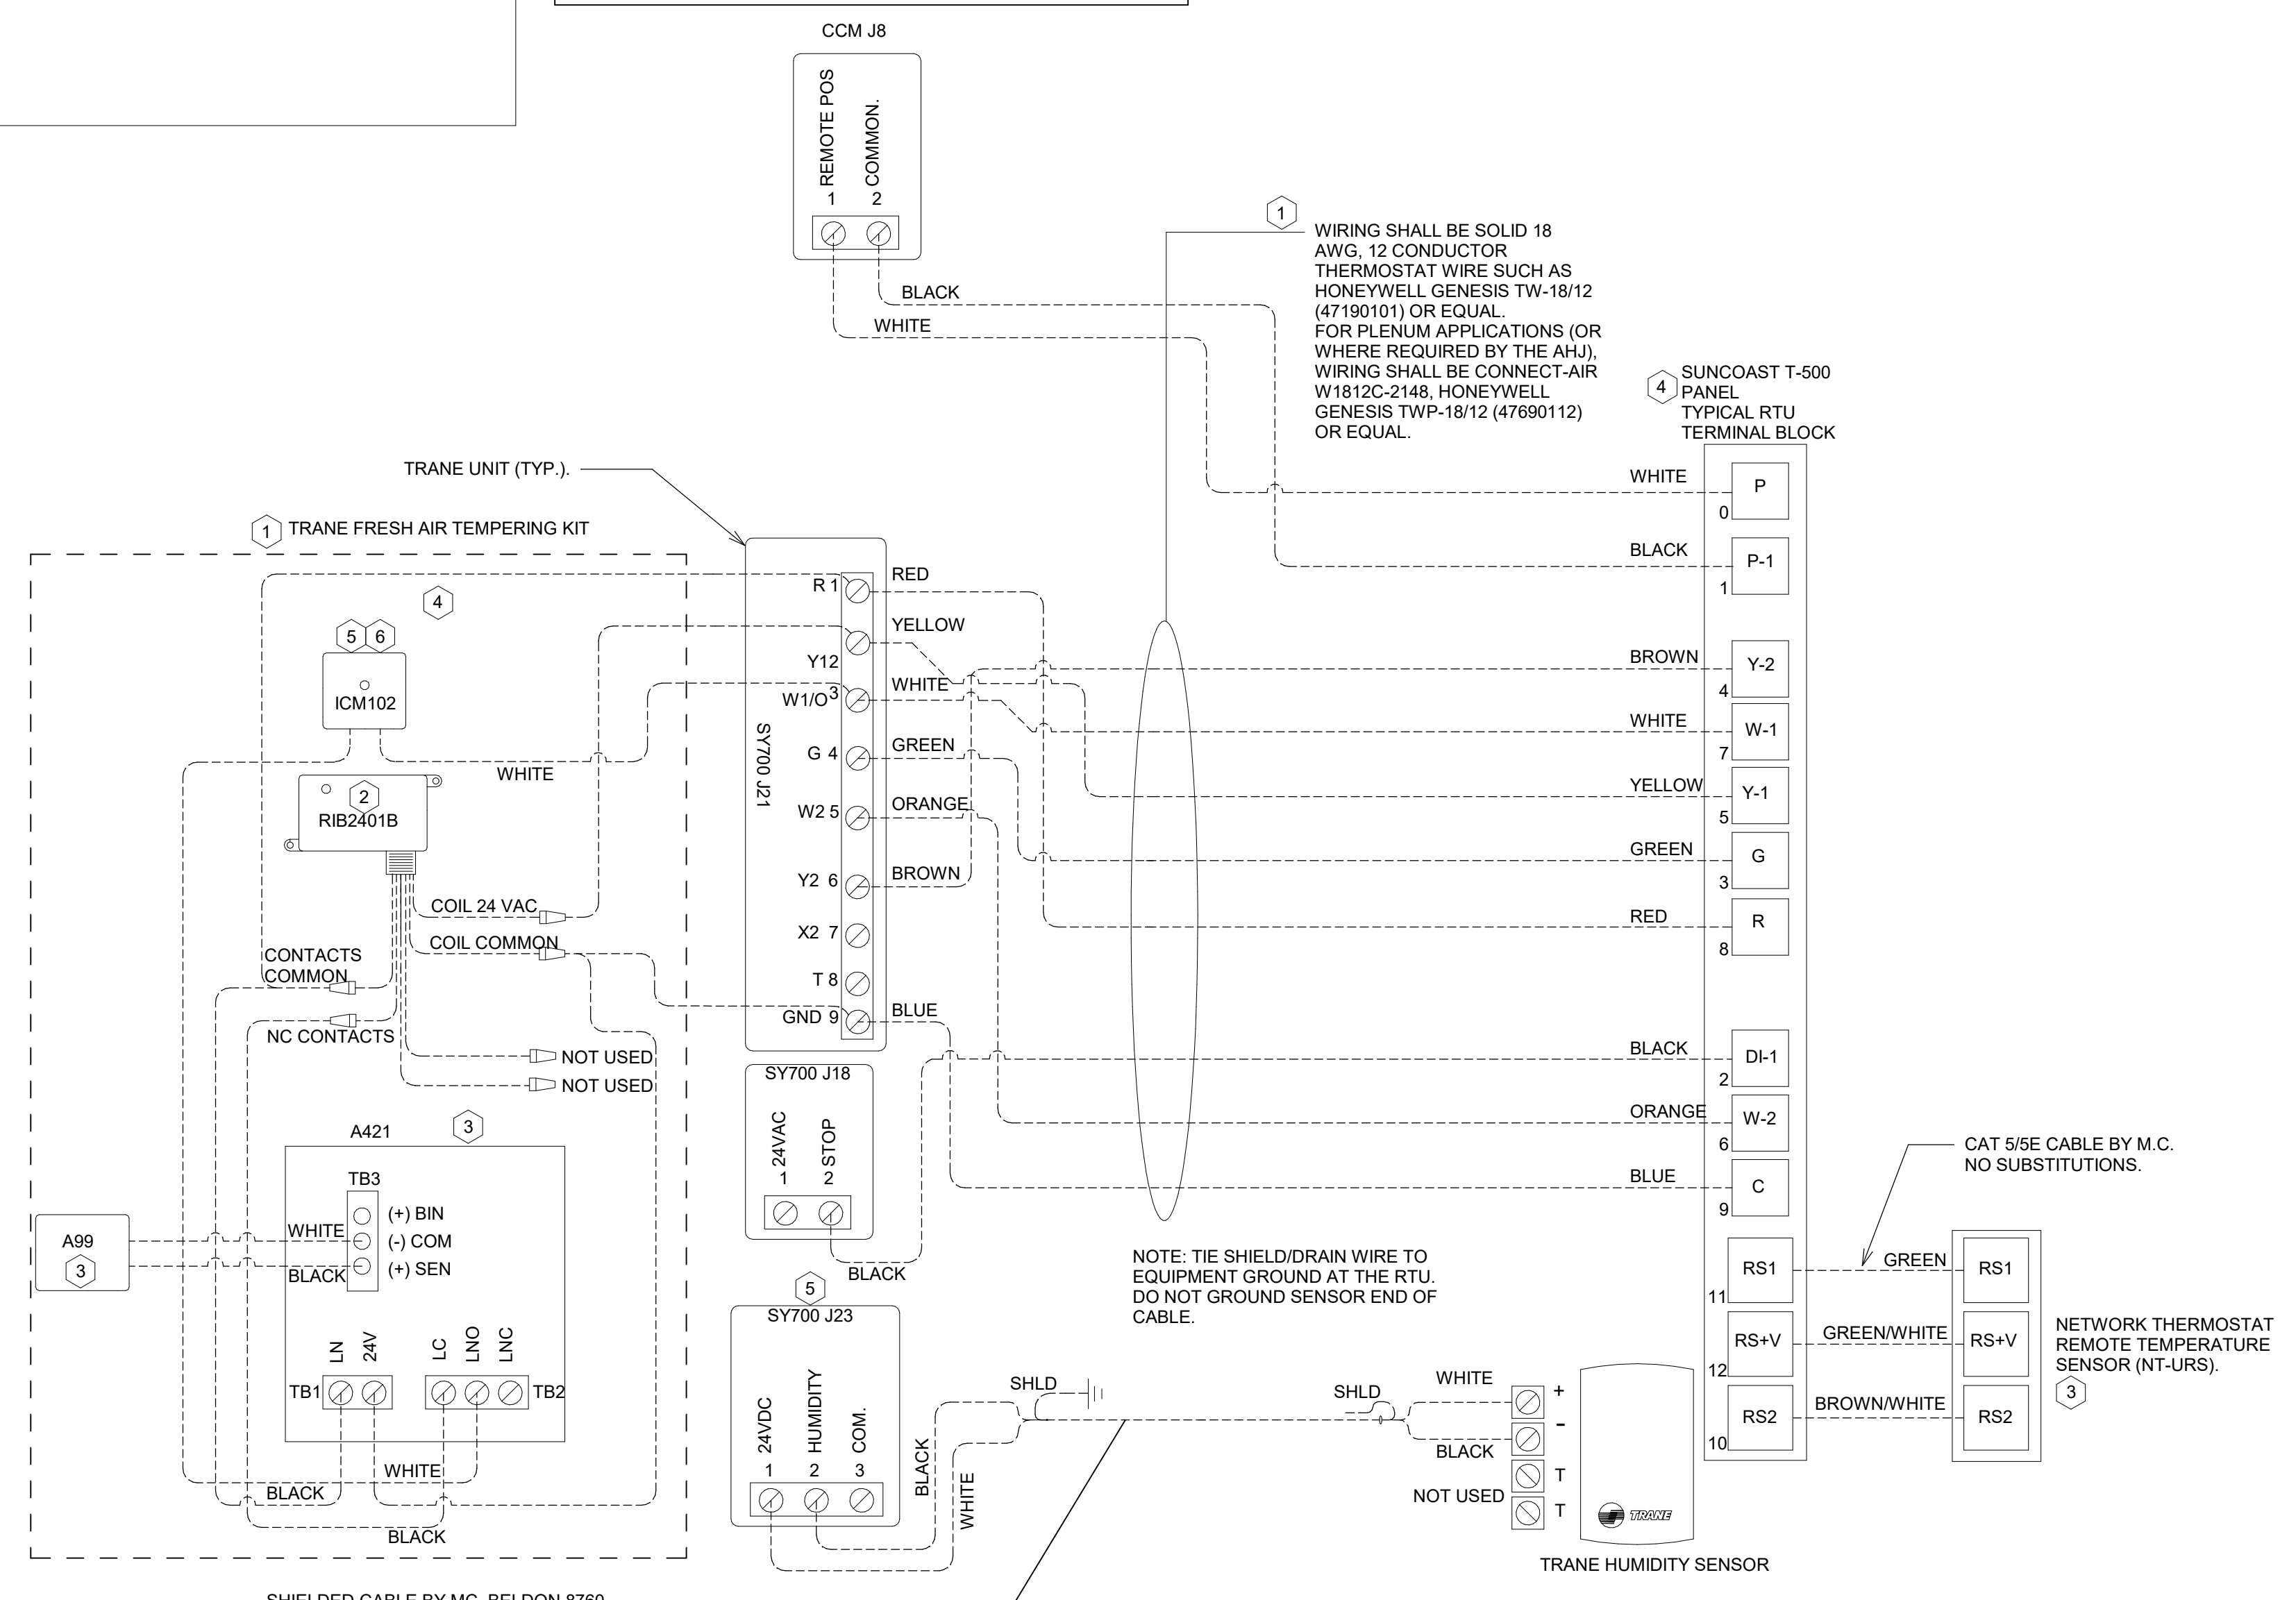 CCM J8
REMOTE POS
COMMON.
1
2
BLACK
WHITE
1
WIRING SHALL BE SOLID 18
AWG, 12 CONDUCTOR
THERMOSTAT WIRE SUCH AS
HONEYWELL GENESIS TW-18/12
(47190101) OR EQUAL.
FOR PLENUM APPLICATIONS (OR
WHERE REQUIRED BY THE AHJ),
WIRING SHALL BE CONNECT-AIR
W1812C-2148, HONEYWELL
GENESIS TWP-18/12 (47690112)
OR EQUAL.
4
SUNCOAST T-500
PANEL
TYPICAL RTU
TERMINAL BLOCK
TRANE UNIT (TYP.).
1
TRANE FRESH AIR TEMPERING KIT
4
5
6
ICM102
WHITE
2
RIB2401B
COIL 24 VAC
COIL COMMON
CONTACTS
COMMON
NC CONTACTS
NOT USED
NOT USED
A421
3
TB3
(+) BIN
(-) COM
(+) SEN
WHITE
BLACK
A99
3
LN
24V
LC
LNO
LNC
TB1
TB2
WHITE
BLACK
BLACK
SY700 J21
R 1
RED
YELLOW
Y12
W1/O 3
WHITE
G 4
GREEN
W2 5
ORANGE
Y2 6
BROWN
X2 7
T 8
GND 9
BLUE
SY700 J18
24VAC
STOP
1
2
BLACK
5
SY700 J23
24VDC
HUMIDITY
COM.
1
2
3
BLACK
WHITE
SHLD
NOTE: TIE SHIELD/DRAIN WIRE TO
EQUIPMENT GROUND AT THE RTU.
DO NOT GROUND SENSOR END OF
CABLE.
SHLD
WHITE
+
-
BLACK
T
NOT USED
T
TRANE
TRANE HUMIDITY SENSOR
WHITE
P
0
BLACK
P-1
1
BROWN
Y-2
4
WHITE
W-1
7
YELLOW
Y-1
5
GREEN
G
3
RED
R
8
BLACK
DI-1
2
ORANGE
W-2
6
BLUE
C
9
RS1
11
GREEN
RS1
RS+V
12
GREEN/WHITE
RS+V
RS2
10
BROWN/WHITE
RS2
CAT 5/5E CABLE BY M.C.
NO SUBSTITUTIONS.
NETWORK THERMOSTAT
REMOTE TEMPERATURE
SENSOR (NT-URS).
3
SHIELDED CABLE BY MC, BELDON 8760